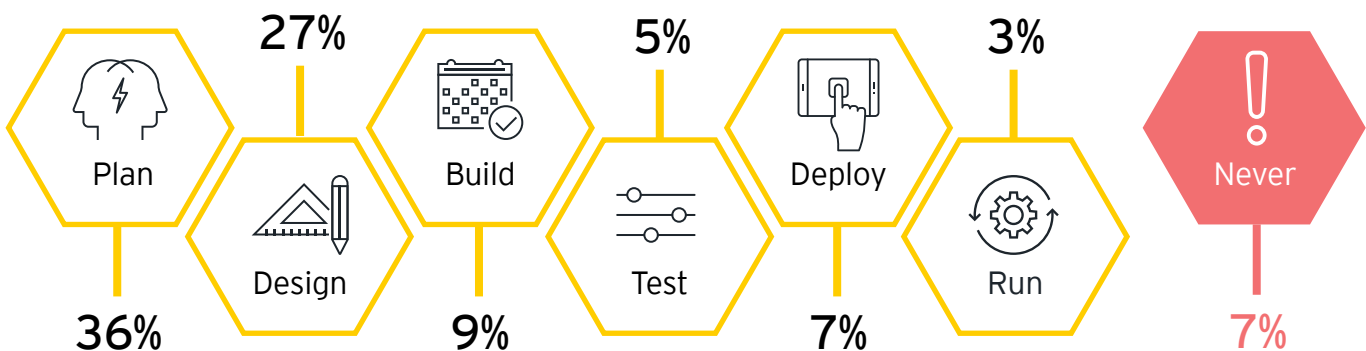 Plan
36%
27%
Design
Build
9%
5%
Test
Deploy
7%
3%
Run
Never
7%